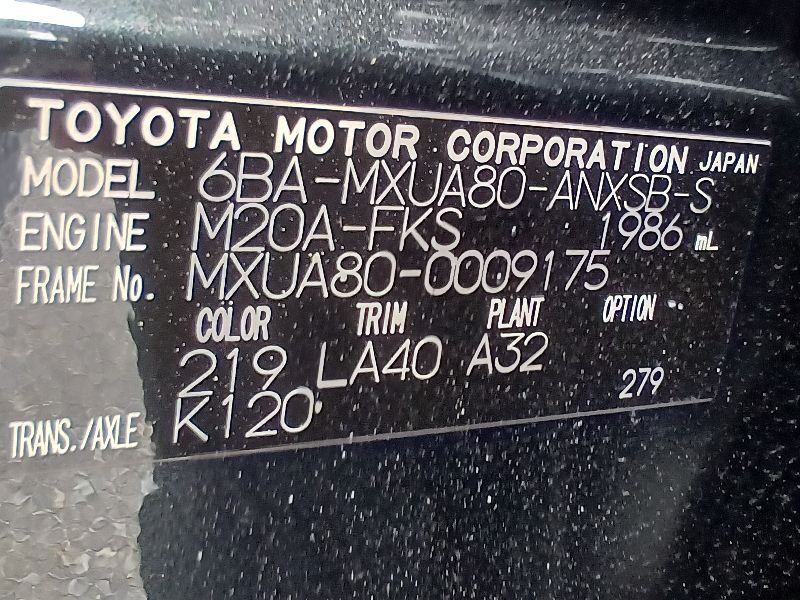 TOYOTA MOTOR CORPORATION JAPAN
MODEL 6BA-MXUA80-ANXSB-S
ENGINE M20A-FKS 1986 mL
FRAME No. MXUA80-0009175
COLOR TRIM PLANT OPTION
219 LA40 A32 279
TRANS./AXLE K120